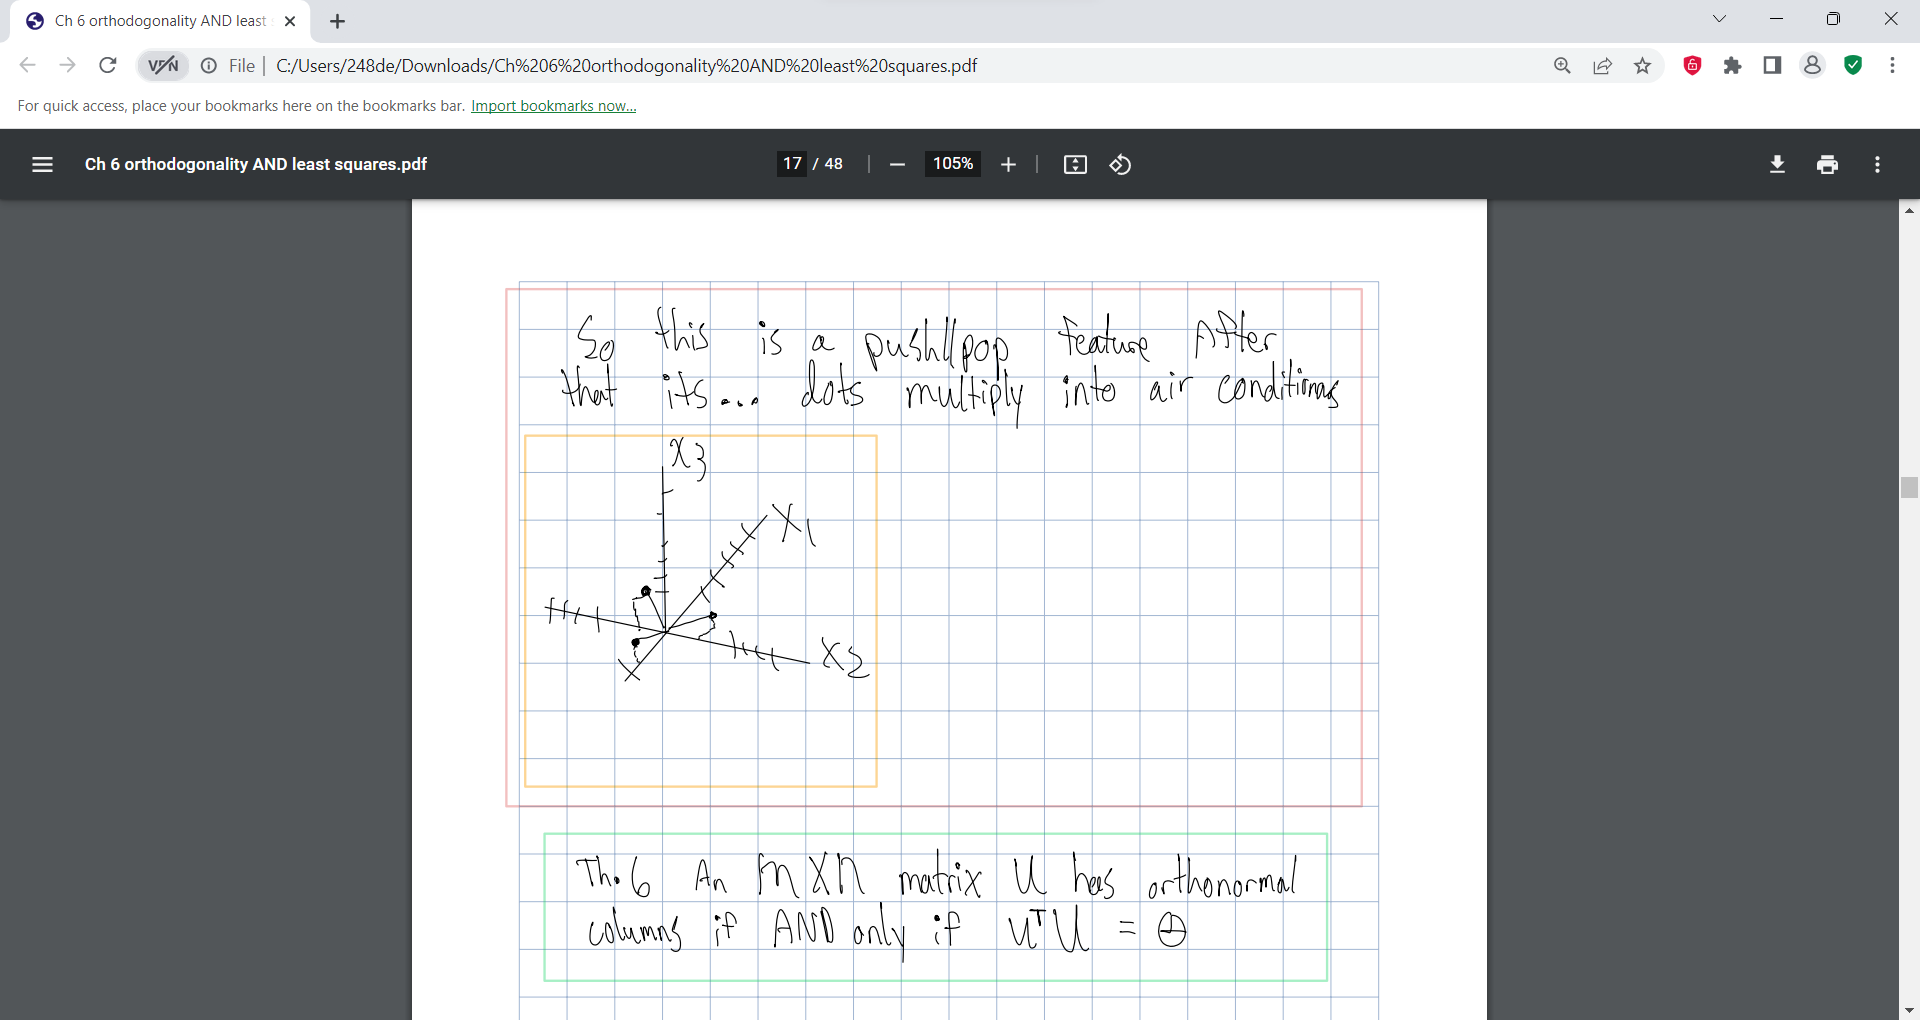 Ch 6 orthodogonality AND least
File
C:/Users/248de/Downloads/Ch%206%20orthodogonality%20AND%20least%20squares.pdf
For quick access, place your bookmarks here on the bookmarks bar. Import bookmarks now...
Ch 6 orthodogonality AND least squares.pdf
17 / 48
105%
So this is a push//pop feature After
that its... dots multiply into air conditions
X3
X1
X2
Th.6 An mxn matrix U has orthonormal
columns if AND only if UᵀU = ⊕